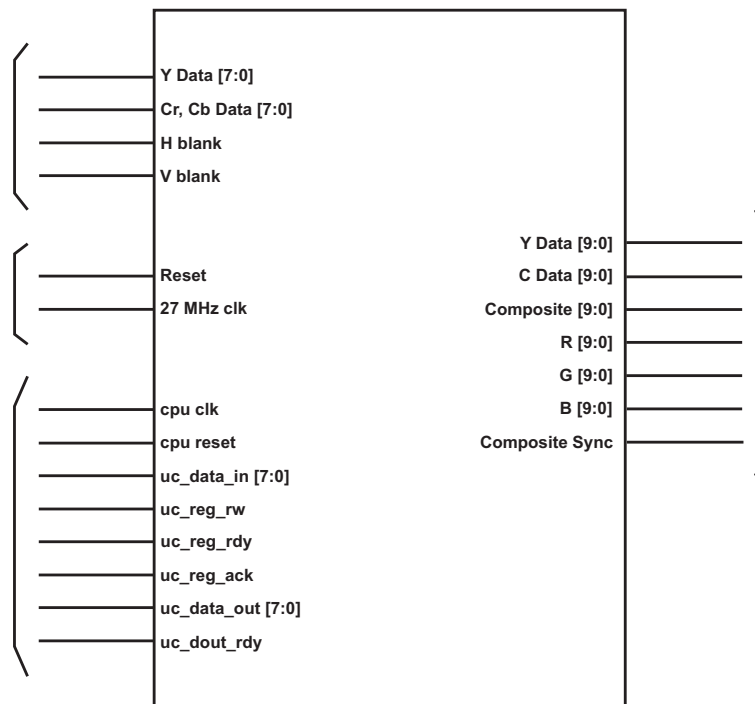 Y Data [7:0]
Cr, Cb Data [7:0]
H blank
V blank
Reset
27 MHz clk
cpu clk
cpu reset
uc_data_in [7:0]
uc_reg_rw
uc_reg_rdy
uc_reg_ack
uc_data_out [7:0]
uc_dout_rdy
Y Data [9:0]
C Data [9:0]
Composite [9:0]
R [9:0]
G [9:0]
B [9:0]
Composite Sync